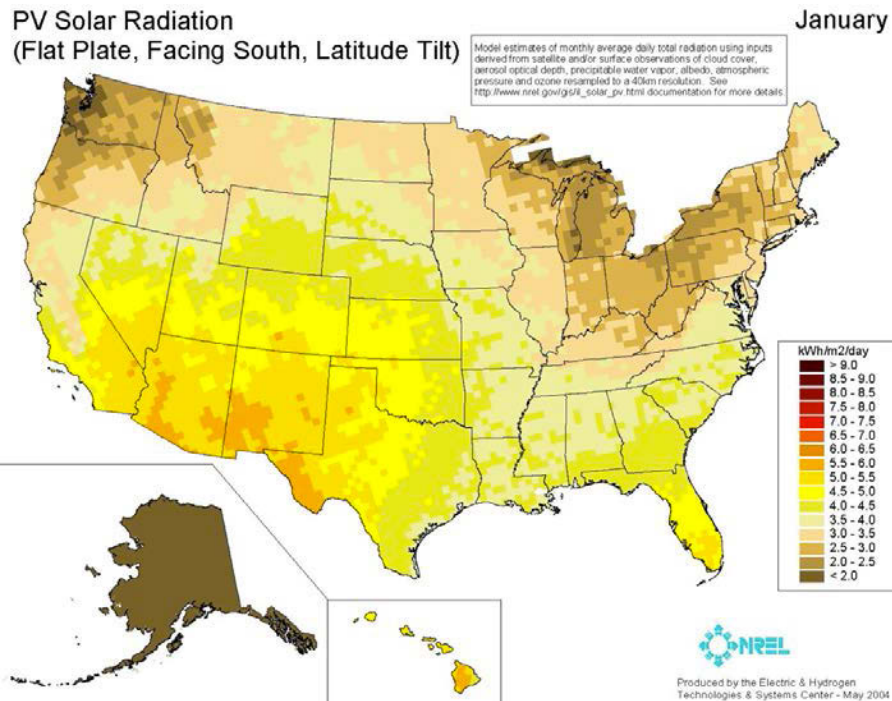 PV Solar Radiation
(Flat Plate, Facing South, Latitude Tilt)
January
Model estimates of monthly average daily total radiation using inputs
derived from satellite and/or surface observations of cloud cover,
aerosol optical depth, precipitable water vapor, albedo, atmospheric
pressure and ozone resampled to a 40km resolution. See
http://www.nrel.gov/gis/il_solar_pv.html documentation for more details.
kWh/m2/day
> 9.0
8.5 - 9.0
8.0 - 8.5
7.5 - 8.0
7.0 - 7.5
6.5 - 7.0
6.0 - 6.5
5.5 - 6.0
5.0 - 5.5
4.5 - 5.0
4.0 - 4.5
3.5 - 4.0
3.0 - 3.5
2.5 - 3.0
2.0 - 2.5
< 2.0
NREL
Produced by the Electric & Hydrogen
Technologies & Systems Center - May 2004